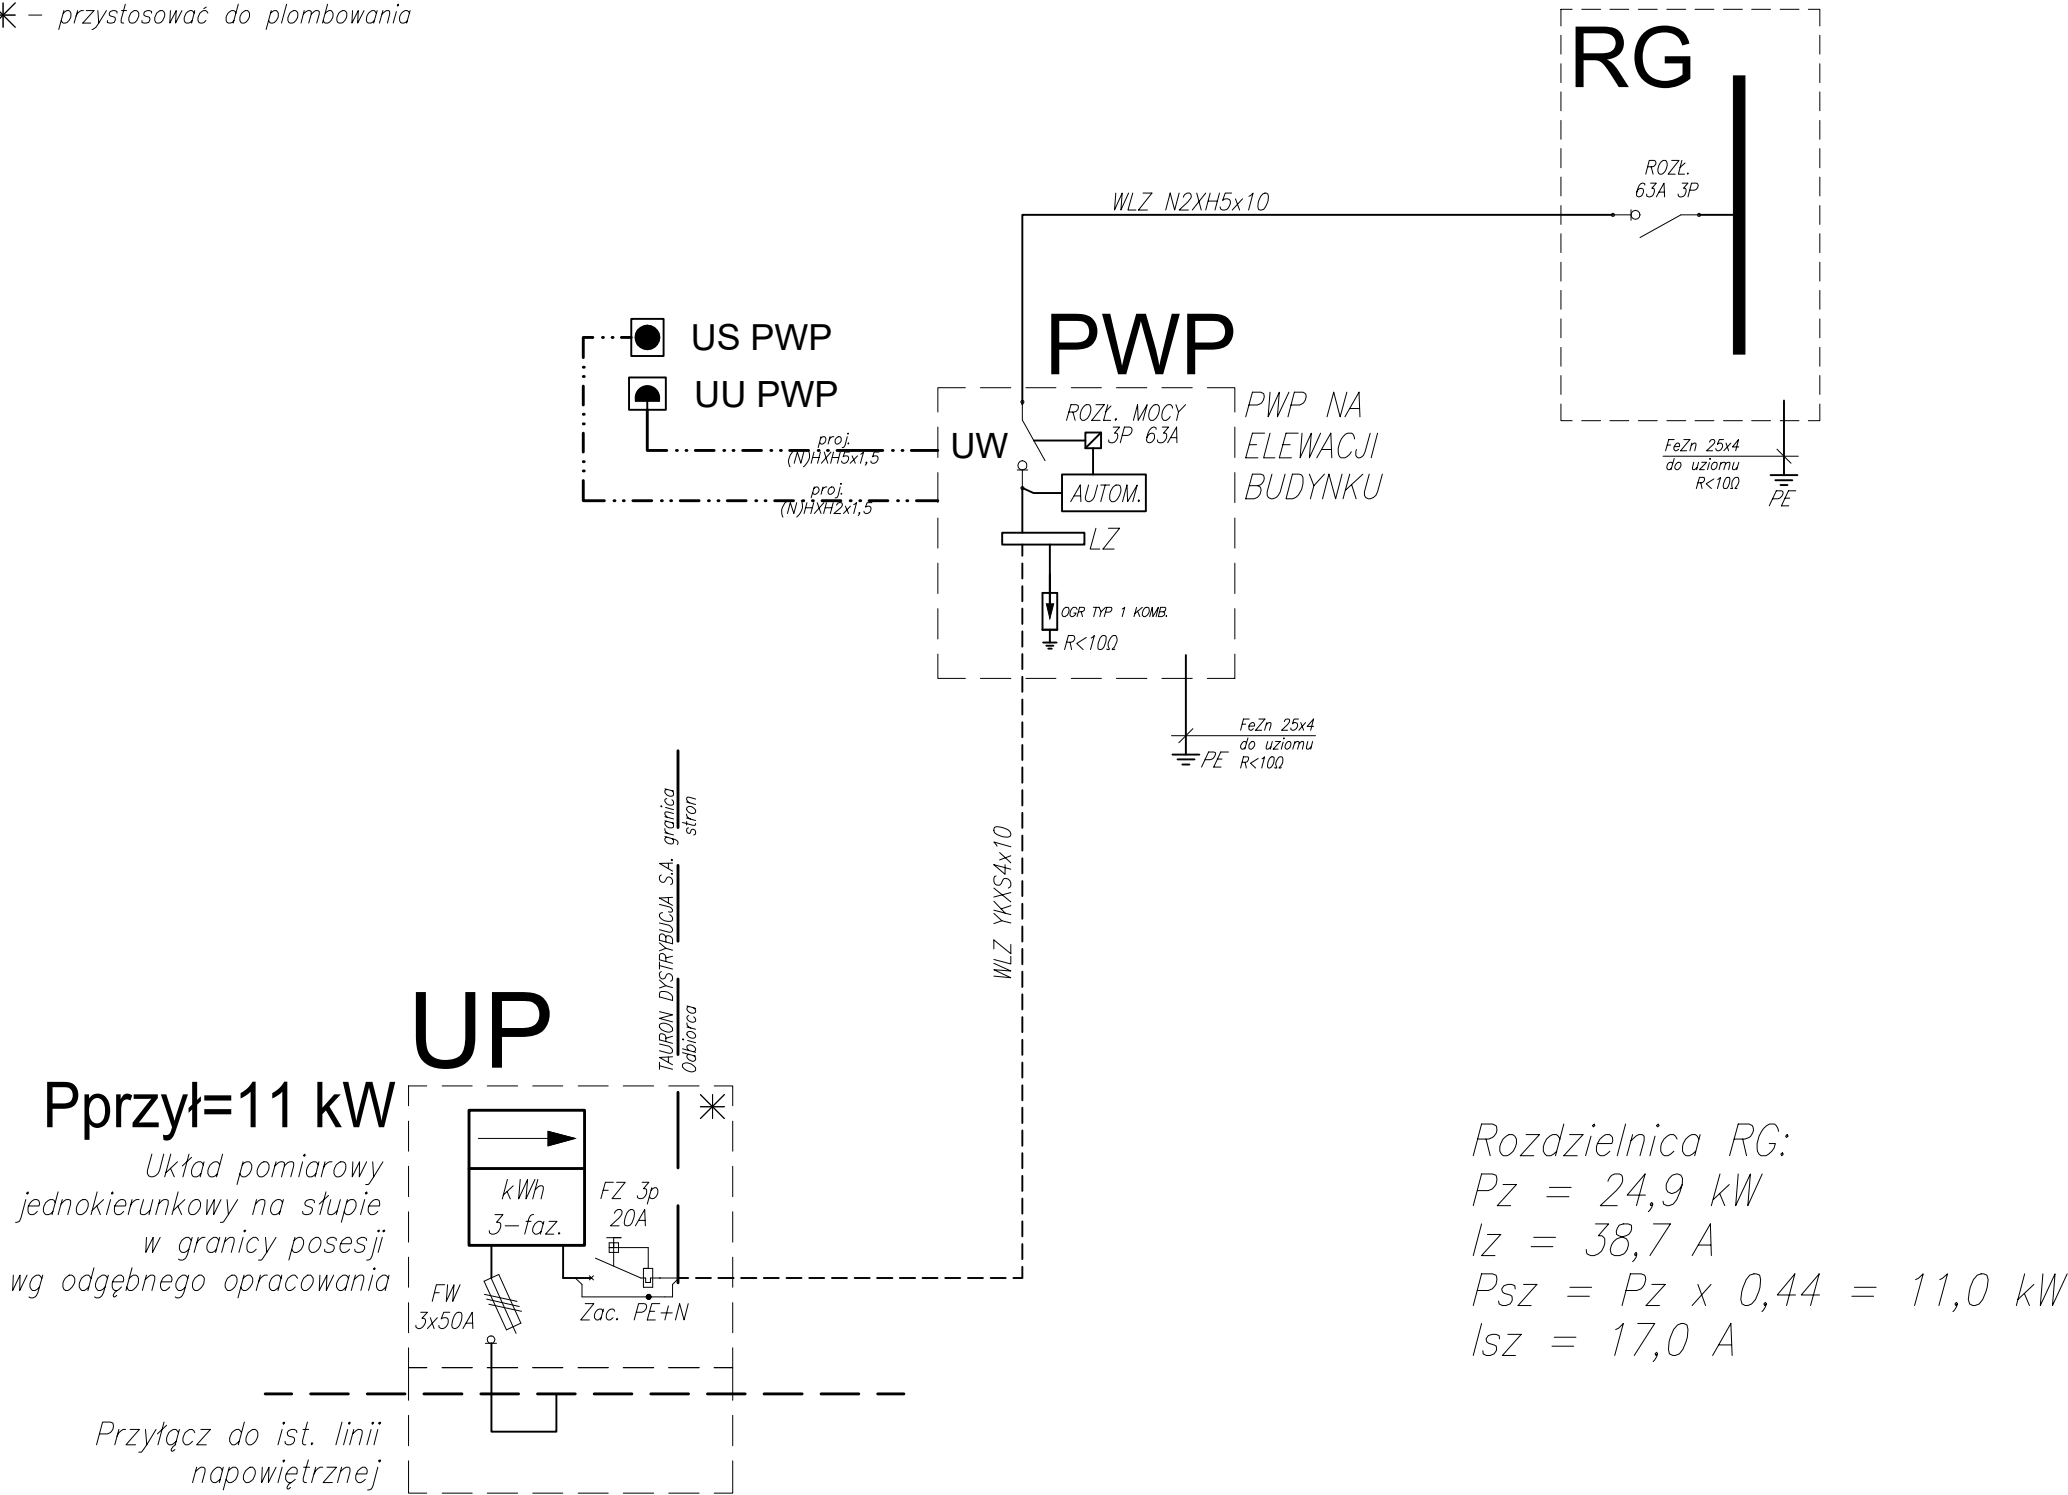 ✳ – przystosować do plombowania
RG
ROZŁ.
63A 3P
WLZ N2XH5x10
US PWP
UU PWP
PWP
proj.
(N)HXH5x1,5
proj.
(N)HXH2x1,5
UW
ROZŁ. MOCY
3P 63A
AUTOM.
LZ
OGR TYP 1 KOMB.
R<10Ω
PWP NA
ELEWACJI
BUDYNKU
FeZn 25x4
do uziomu
R<10Ω
PE
FeZn 25x4
do uziomu
R<10Ω
PE
TAURON DYSTRYBUCJA S.A. granica
Odbiorca stron
WLZ YKXS4x10
UP
Pprzył=11 kW
Układ pomiarowy
jednokierunkowy na słupie
w granicy posesji
wg odgębnego opracowania
kWh
3-faz.
FZ 3p
20A
FW
3x50A
Zac. PE+N
Przyłącz do ist. linii
napowiętrznej
Rozdzielnica RG:
Pz = 24,9 kW
Iz = 38,7 A
Psz = Pz x 0,44 = 11,0 kW
Isz = 17,0 A